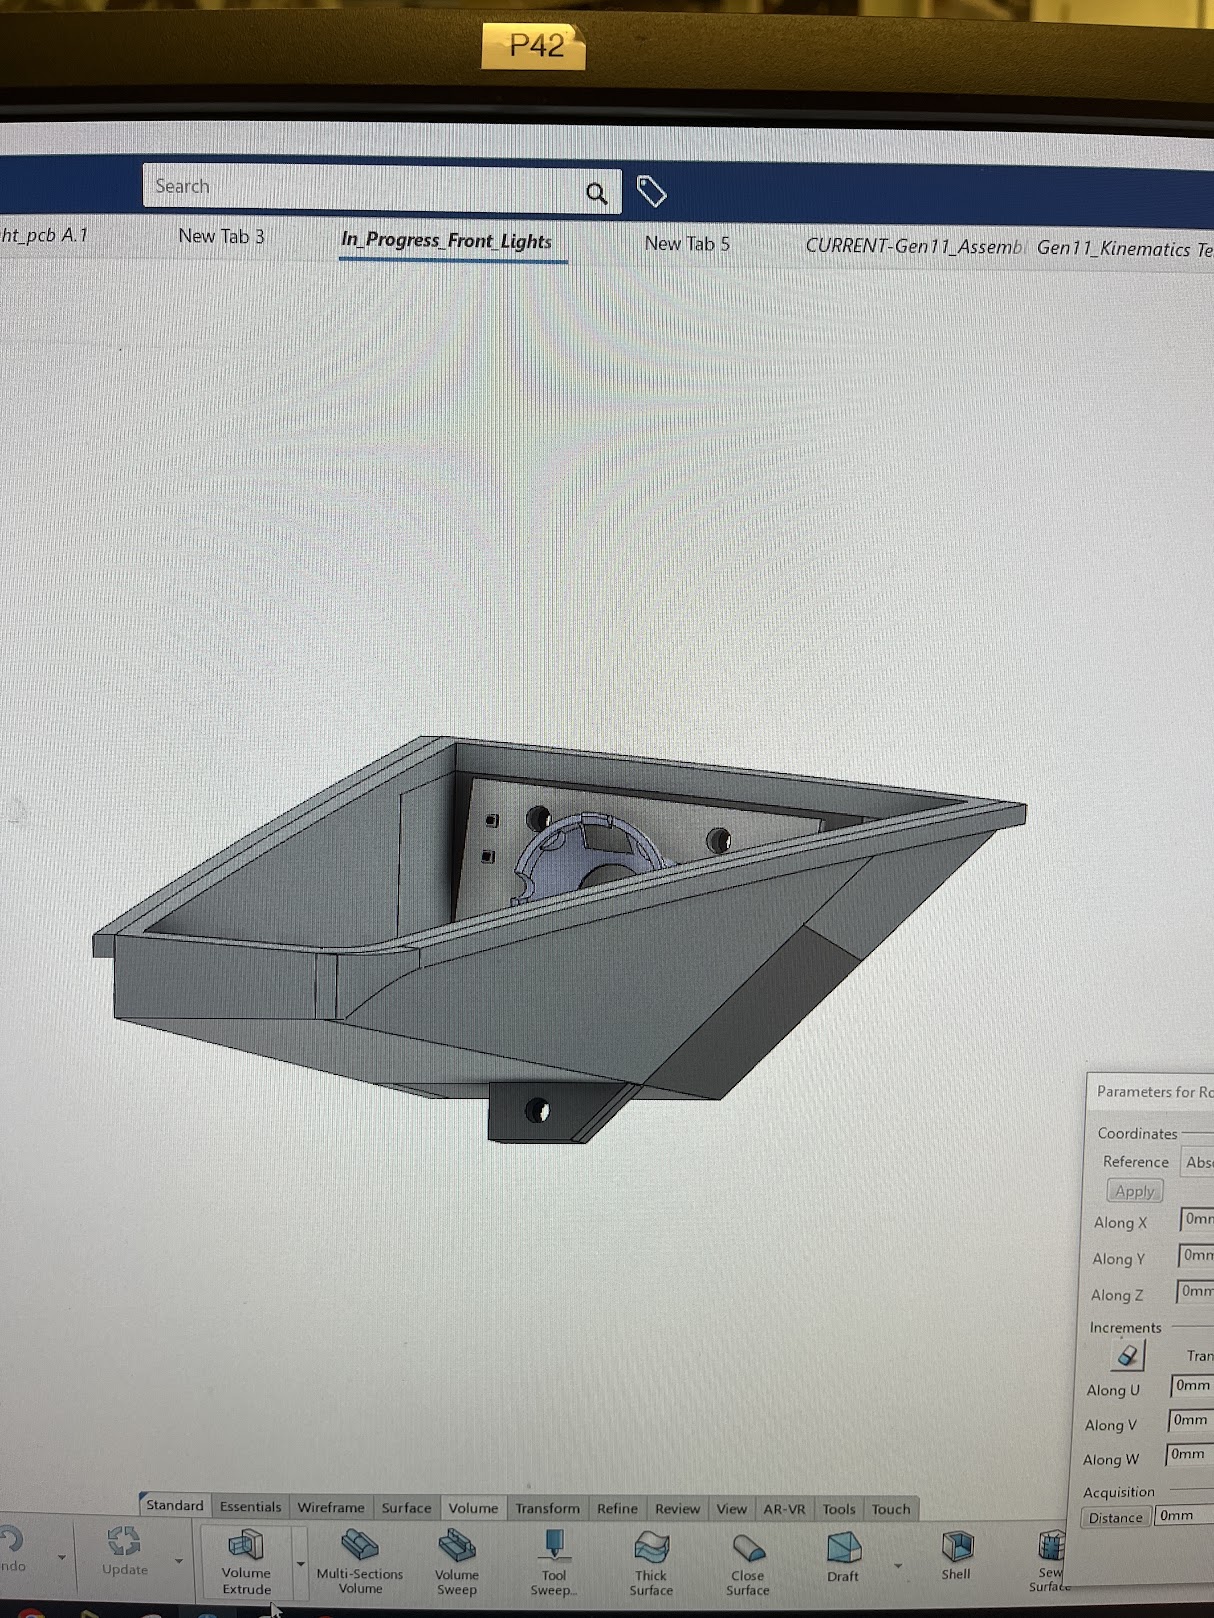 P42
Search
ht_pcb A.1
New Tab 3
In_Progress_Front_Lights
New Tab 5
CURRENT-Gen11_Assemb
Gen11_Kinematics Te
Parameters for Ro
Coordinates
Reference
Abs
Apply
Along X
0mm
Along Y
0mm
Along Z
0mm
Increments
Tran
Along U
0mm
Along V
0mm
Along W
0mm
Acquisition
Distance
0mm
Standard
Essentials
Wireframe
Surface
Volume
Transform
Refine
Review
View
AR-VR
Tools
Touch
ndo
Update
Volume
Extrude
Multi-Sections
Volume
Volume
Sweep
Tool
Sweep...
Thick
Surface
Close
Surface
Draft
Shell
Sew
Surface